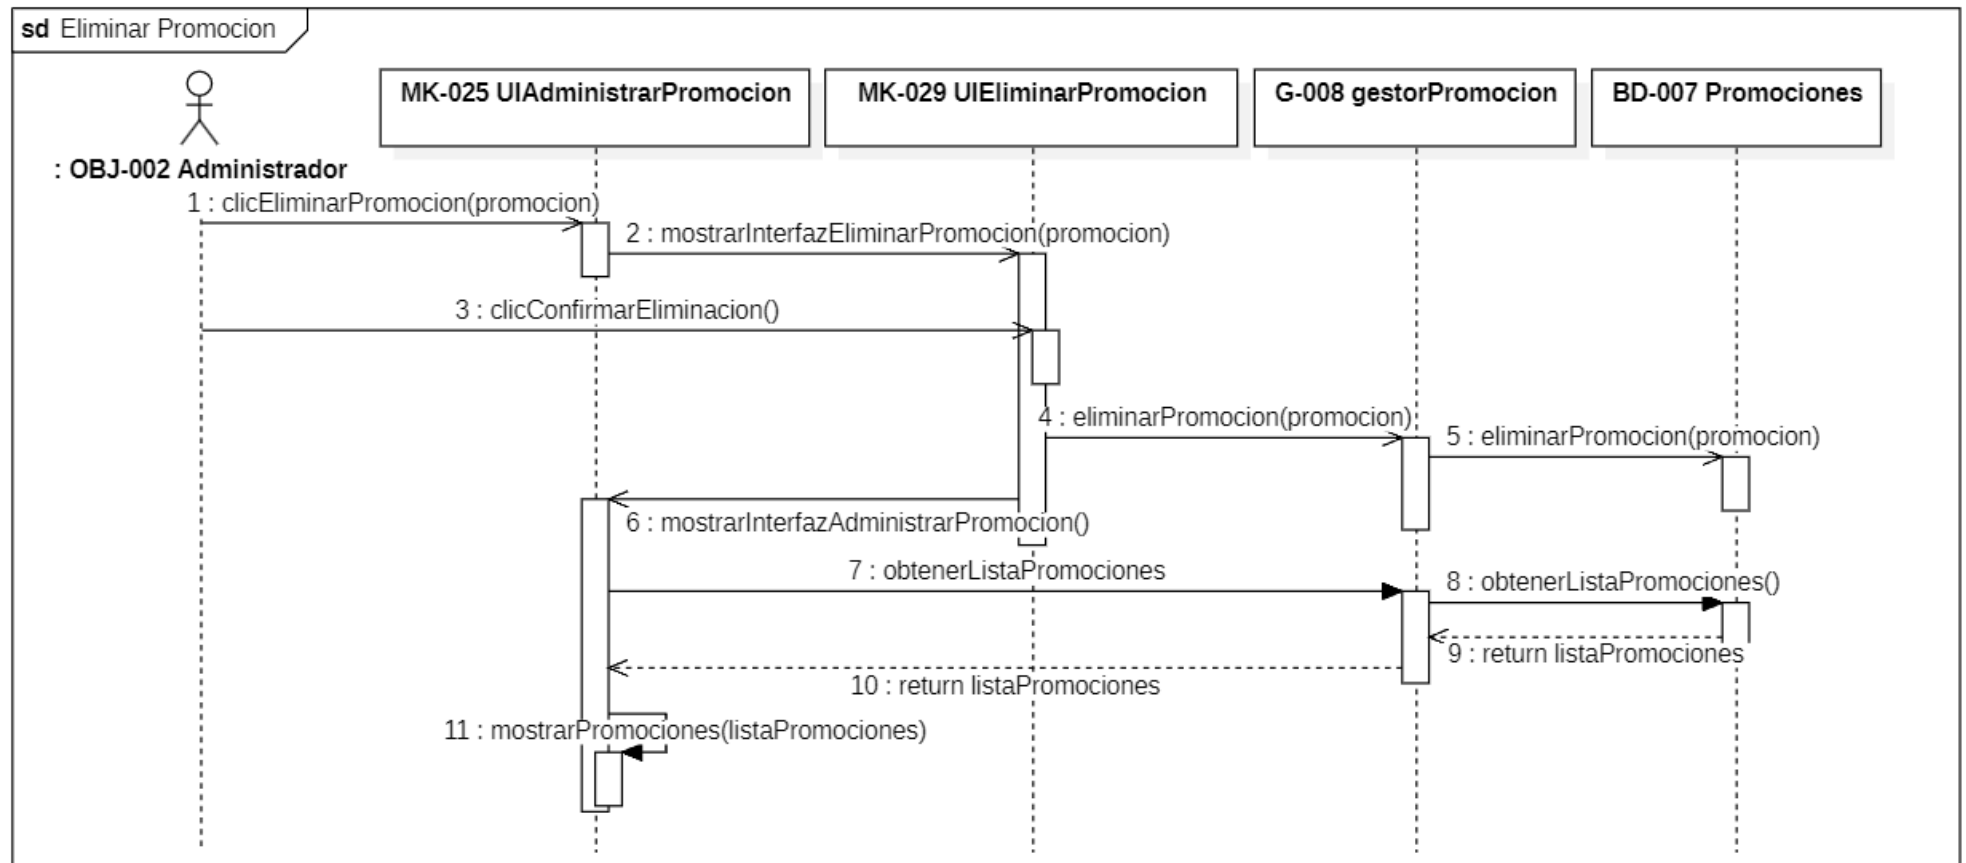 sd Eliminar Promocion
MK-025 UIAdministrarPromocion
MK-029 UIEliminarPromocion
G-008 gestorPromocion
BD-007 Promociones
: OBJ-002 Administrador
1 : clicEliminarPromocion(promocion)
2 : mostrarInterfazEliminarPromocion(promocion)
3 : clicConfirmarEliminacion()
4 : eliminarPromocion(promocion)
5 : eliminarPromocion(promocion)
6 : mostrarInterfazAdministrarPromocion()
7 : obtenerListaPromociones
8 : obtenerListaPromociones()
9 : return listaPromociones
10 : return listaPromociones
11 : mostrarPromociones(listaPromociones)